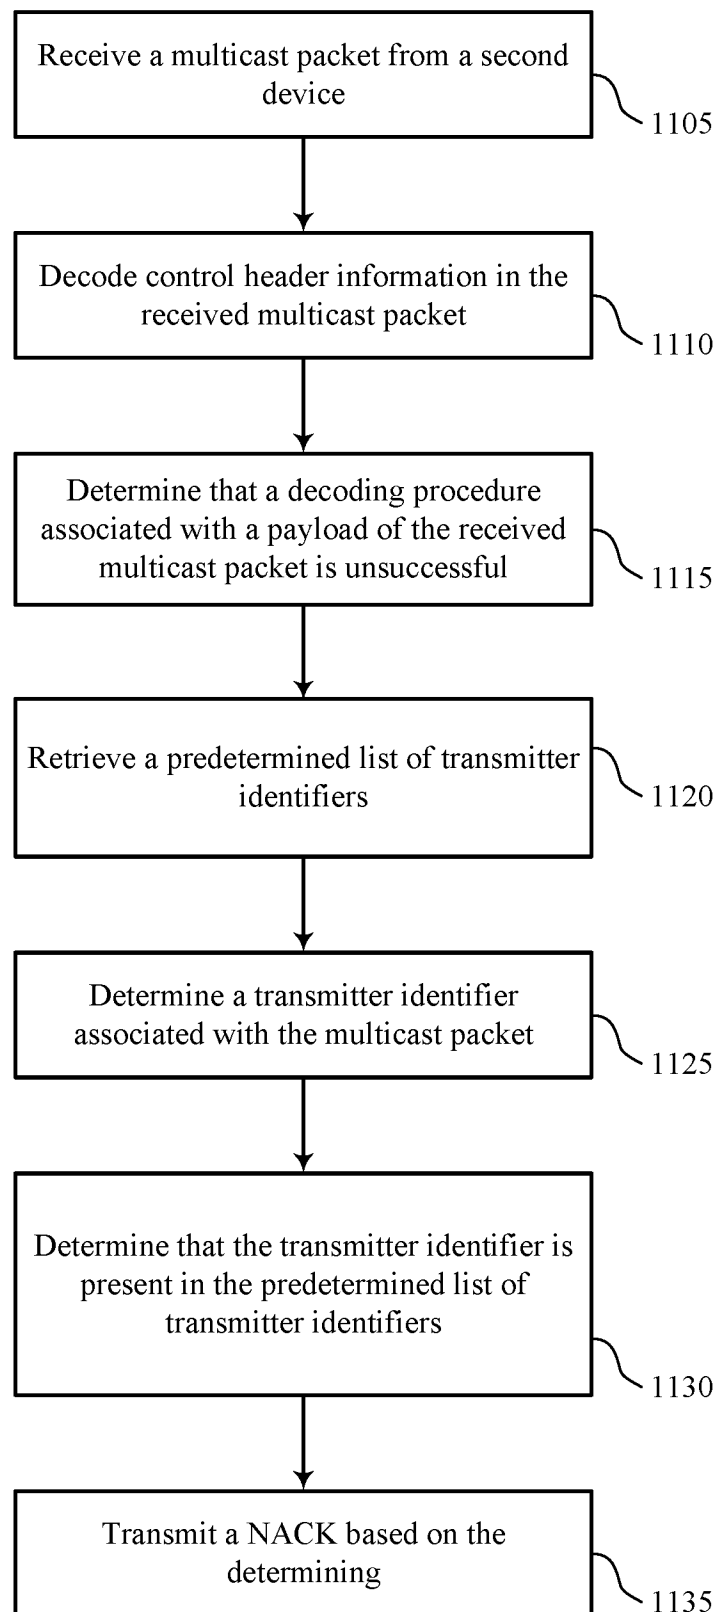 Receive a multicast packet from a second
device
1105
Decode control header information in the
received multicast packet
1110
Determine that a decoding procedure
associated with a payload of the received
multicast packet is unsuccessful
1115
Retrieve a predetermined list of transmitter
identifiers
1120
Determine a transmitter identifier
associated with the multicast packet
1125
Determine that the transmitter identifier is
present in the predetermined list of
transmitter identifiers
1130
Transmit a NACK based on the
determining
1135